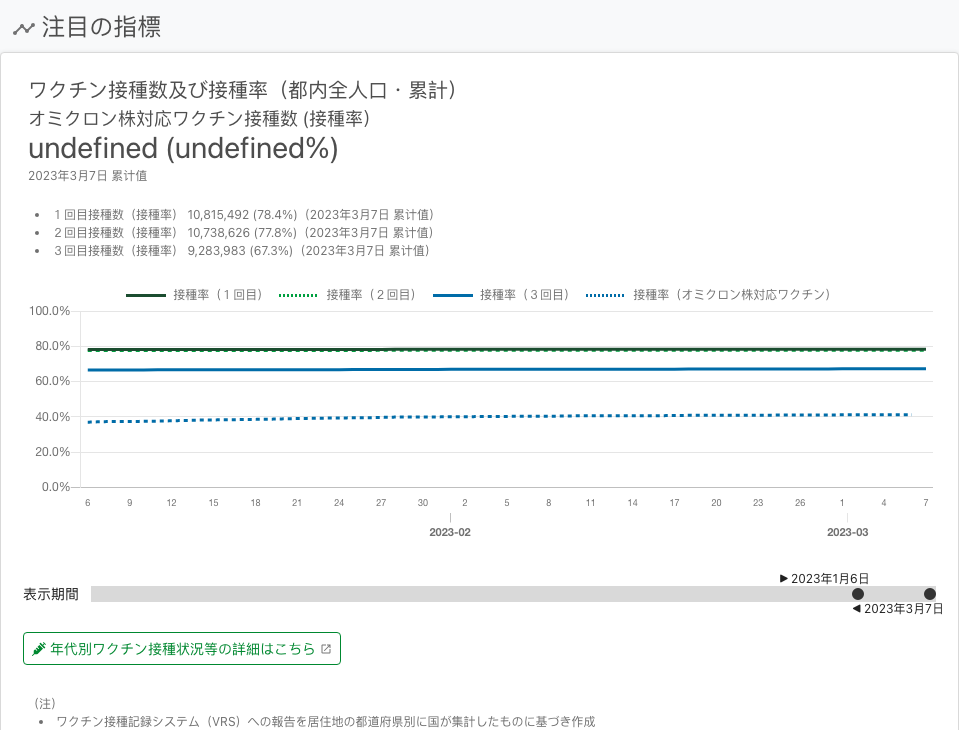 注目の指標
ワクチン接種数及び接種率（都内全人口・累計）
オミクロン株対応ワクチン接種数 (接種率）
undefined (undefined%)
2023年3月7日 累计値
• １回目接種数（接種率） 10,815,492 (78.4%)（2023年3月7日 累计値）
• ２回目接種数（接種率） 10,738,626 (77.8%)（2023年3月7日 累计値）
• ３回目接種数（接種率） 9,283,983 (67.3%)（2023年3月7日 累计値）
接種率（１回目） 接種率（２回目） 接種率（３回目） 接種率（オミクロン株対応ワクチン）
100.0%
80.0%
60.0%
40.0%
20.0%
0.0%
6 9 12 15 18 21 24 27 30 2 5 8 11 14 17 20 23 26 1 4 7
2023-02 2023-03
▶ 2023年1月6日
表示期間
◀ 2023年3月7日
年代別ワクチン接種状況等の詳細はこちら
（注）
• ワクチン接種記録システム（VRS）への報告を居住地の都道府県別に国が集計したものに基づき作成